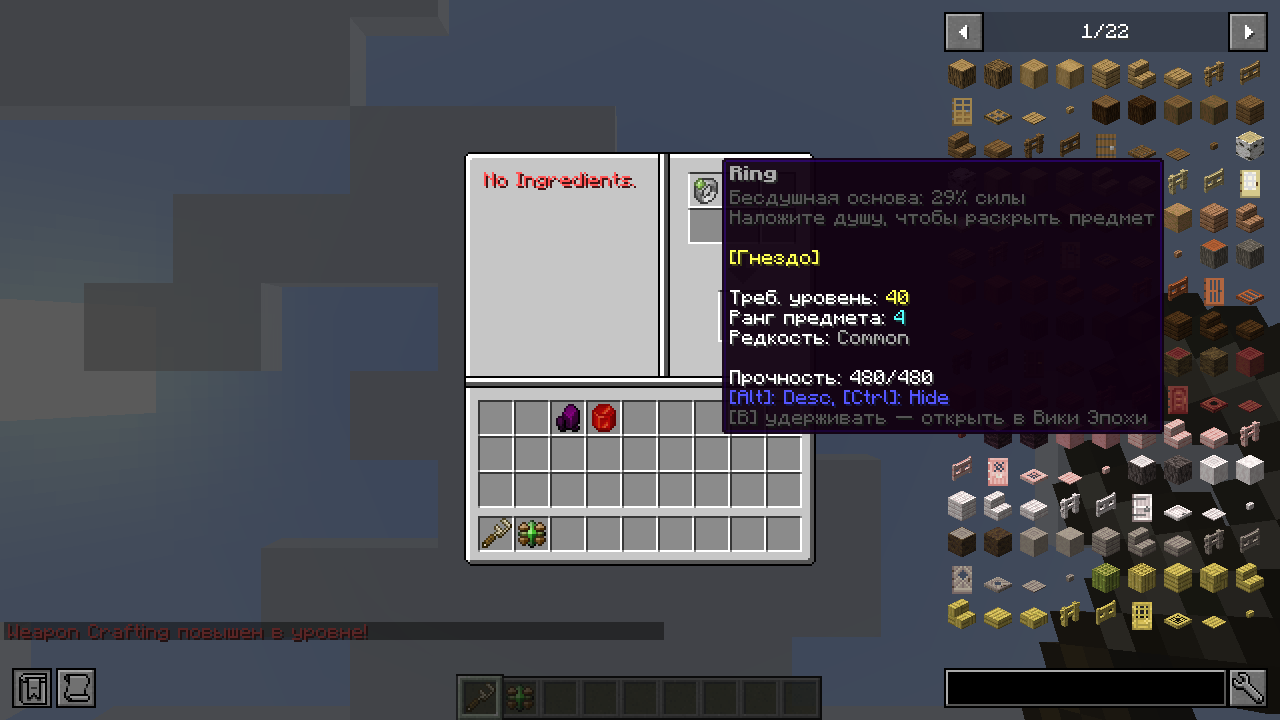 1/22
No Ingredients.
Ring
Бесдушная основа: 29% силы
Наложите душу, чтобы раскрыть предмет
[Гнездо]
Треб. уровень: 40
Ранг предмета: 4
Редкость: Common
Прочность: 480/480
[Alt]: Desc, [Ctrl]: Hide
[B] удерживать — открыть в Вики Эпохи
Weapon Crafting повышен в уровне!